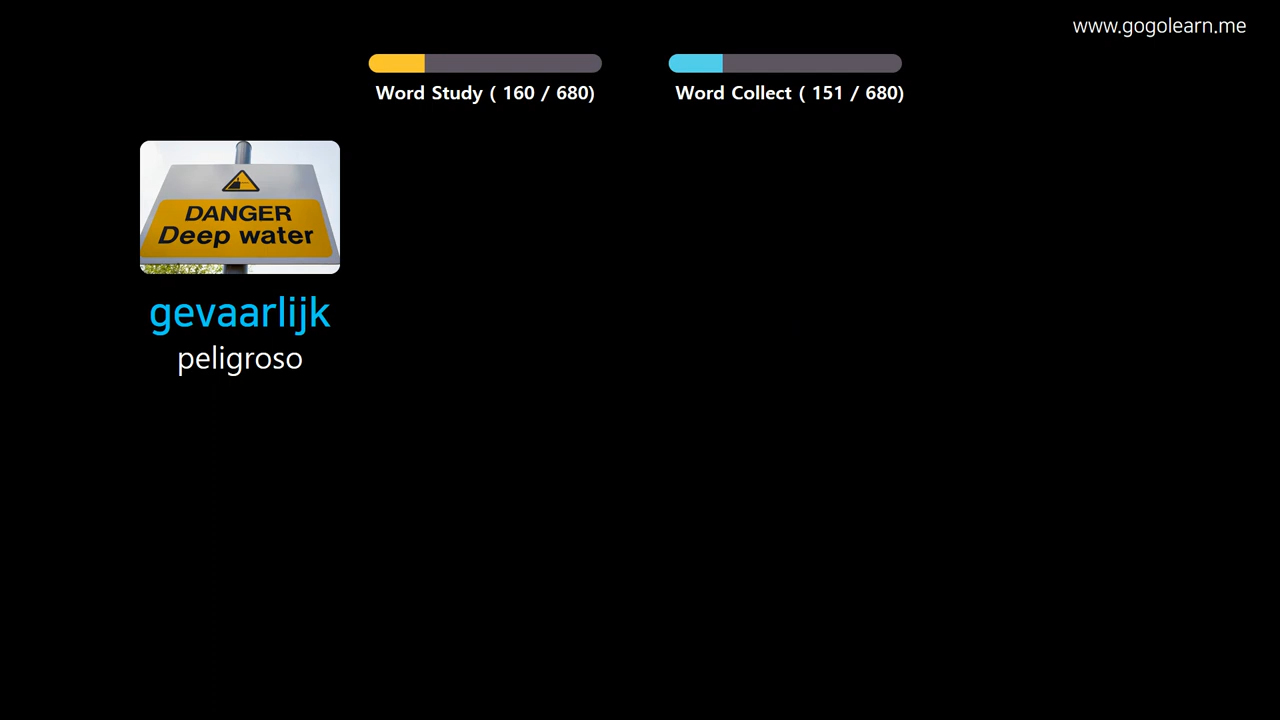 www.gogolearn.me
Word Study ( 160 / 680)
Word Collect ( 151 / 680)
DANGER
Deep water
gevaarlijk
peligroso